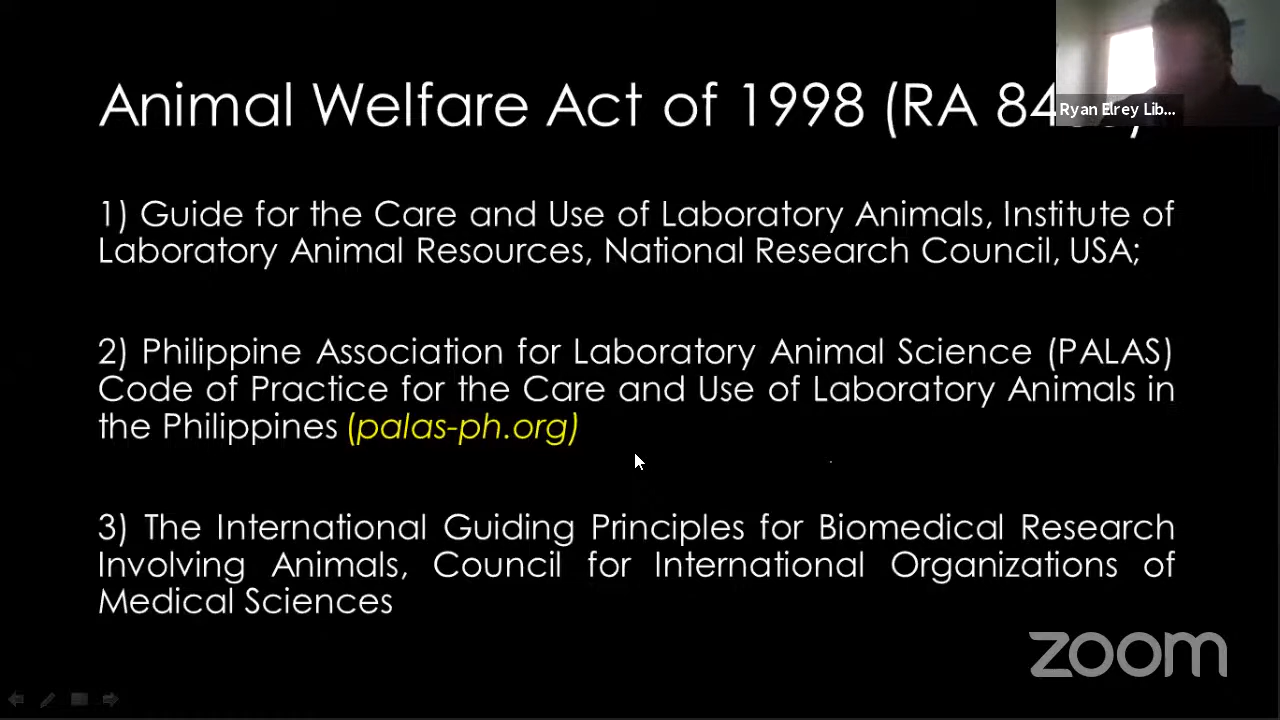 Animal Welfare Act of 1998 (RA 84
Ryan Elrey Lib...
1) Guide for the Care and Use of Laboratory Animals, Institute of
Laboratory Animal Resources, National Research Council, USA;
2) Philippine Association for Laboratory Animal Science (PALAS)
Code of Practice for the Care and Use of Laboratory Animals in
the Philippines (palas-ph.org)
3) The International Guiding Principles for Biomedical Research
Involving Animals, Council for International Organizations of
Medical Sciences
zoom